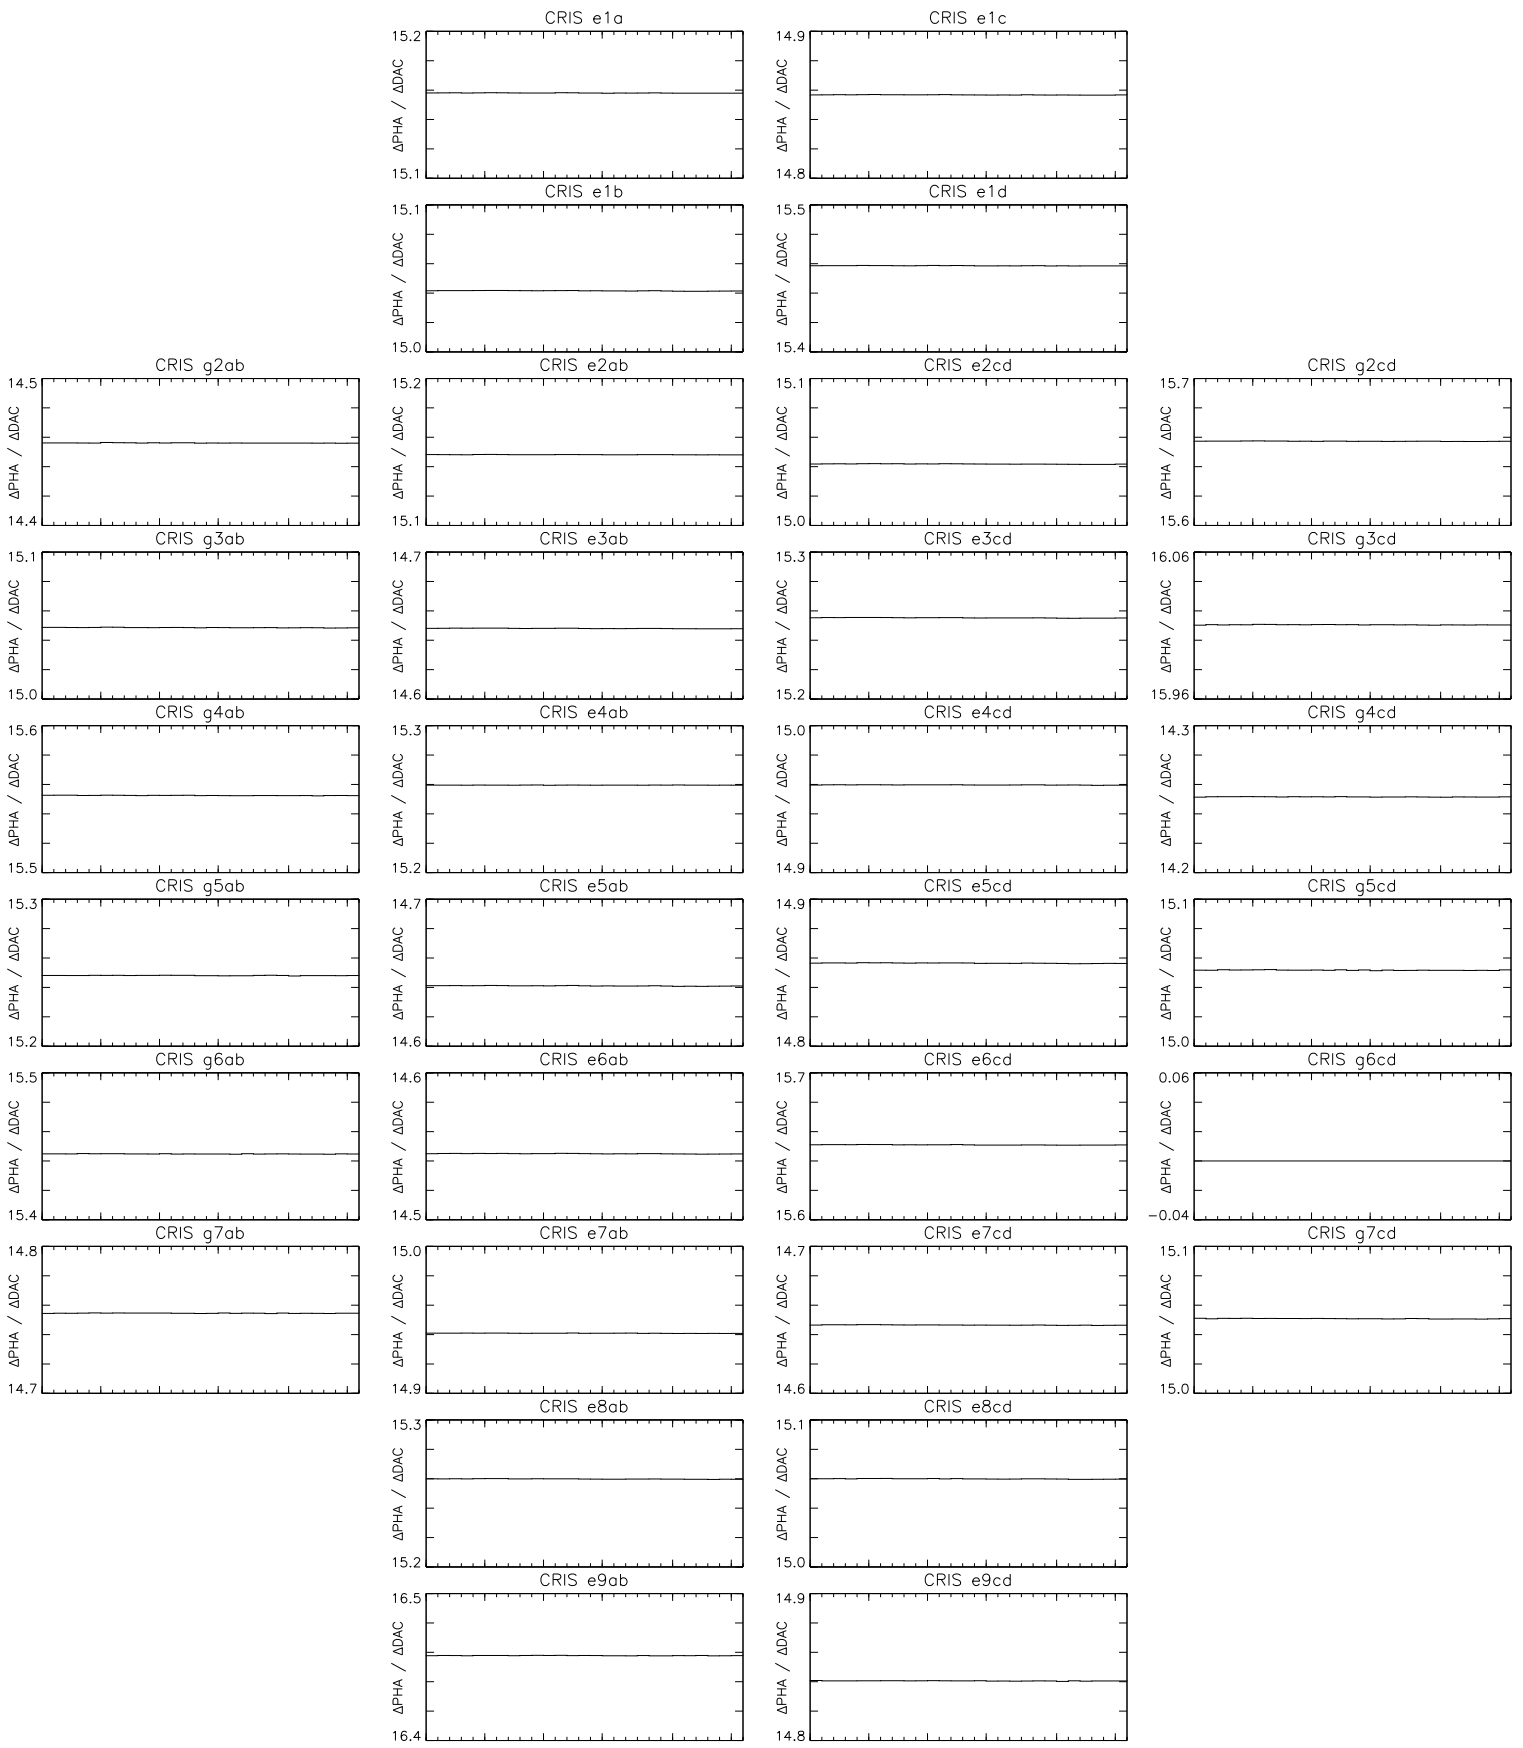 CRIS e1a
15.2
ΔPHA / ΔDAC
15.1
CRIS e1c
14.9
ΔPHA / ΔDAC
14.8
CRIS e1b
15.1
ΔPHA / ΔDAC
15.0
CRIS e1d
15.5
ΔPHA / ΔDAC
15.4
CRIS g2ab
14.5
ΔPHA / ΔDAC
14.4
CRIS e2ab
15.2
ΔPHA / ΔDAC
15.1
CRIS e2cd
15.1
ΔPHA / ΔDAC
15.0
CRIS g2cd
15.7
ΔPHA / ΔDAC
15.6
CRIS g3ab
15.1
ΔPHA / ΔDAC
15.0
CRIS e3ab
14.7
ΔPHA / ΔDAC
14.6
CRIS e3cd
15.3
ΔPHA / ΔDAC
15.2
CRIS g3cd
16.06
ΔPHA / ΔDAC
15.96
CRIS g4ab
15.6
ΔPHA / ΔDAC
15.5
CRIS e4ab
15.3
ΔPHA / ΔDAC
15.2
CRIS e4cd
15.0
ΔPHA / ΔDAC
14.9
CRIS g4cd
14.3
ΔPHA / ΔDAC
14.2
CRIS g5ab
15.3
ΔPHA / ΔDAC
15.2
CRIS e5ab
14.7
ΔPHA / ΔDAC
14.6
CRIS e5cd
14.9
ΔPHA / ΔDAC
14.8
CRIS g5cd
15.1
ΔPHA / ΔDAC
15.0
CRIS g6ab
15.5
ΔPHA / ΔDAC
15.4
CRIS e6ab
14.6
ΔPHA / ΔDAC
14.5
CRIS e6cd
15.7
ΔPHA / ΔDAC
15.6
CRIS g6cd
0.06
ΔPHA / ΔDAC
-0.04
CRIS g7ab
14.8
ΔPHA / ΔDAC
14.7
CRIS e7ab
15.0
ΔPHA / ΔDAC
14.9
CRIS e7cd
14.7
ΔPHA / ΔDAC
14.6
CRIS g7cd
15.1
ΔPHA / ΔDAC
15.0
CRIS e8ab
15.3
ΔPHA / ΔDAC
15.2
CRIS e8cd
15.1
ΔPHA / ΔDAC
15.0
CRIS e9ab
16.5
ΔPHA / ΔDAC
16.4
CRIS e9cd
14.9
ΔPHA / ΔDAC
14.8